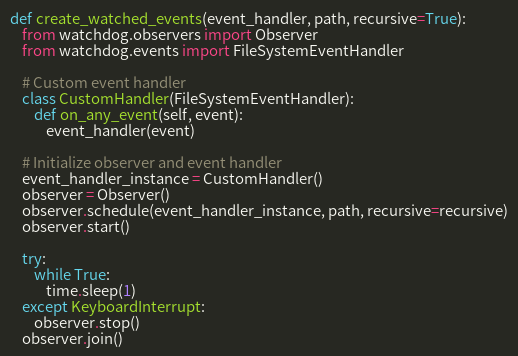 def create_watched_events(event_handler, path, recursive=True):
from watchdog.observers import Observer
from watchdog.events import FileSystemEventHandler
# Custom event handler
class CustomHandler(FileSystemEventHandler):
def on_any_event(self, event):
event_handler(event)
# Initialize observer and event handler
event_handler_instance = CustomHandler()
observer = Observer()
observer.schedule(event_handler_instance, path, recursive=recursive)
observer.start()
try:
while True:
time.sleep(1)
except KeyboardInterrupt:
observer.stop()
observer.join()